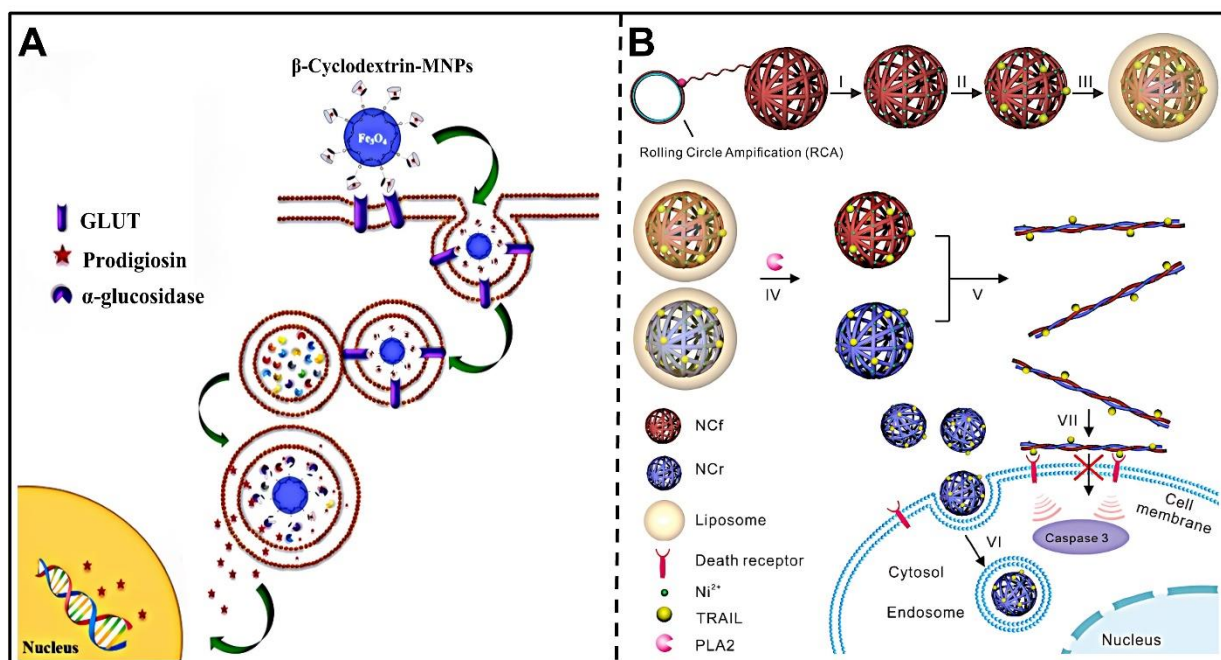 A
β-Cyclodextrin-MNPs
Fe₃O₄
GLUT
Prodigiosin
α-glucosidase
Nucleus
B
I
II
III
Rolling Circle Ampification (RCA)
IV
V
NCf
NCr
Liposome
Death receptor
Ni²⁺
TRAIL
PLA2
VII
Cell
membrane
Caspase 3
VI
Cytosol
Endosome
Nucleus